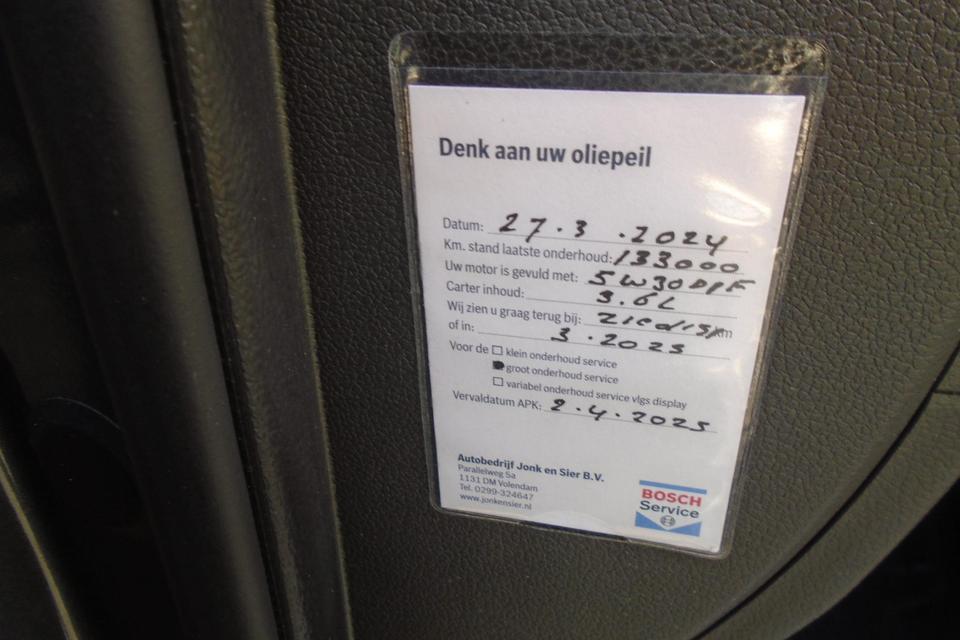 Denk aan uw oliepeil
Datum: 27.3.2024
Km. stand laatste onderhoud: 133000
Uw motor is gevuld met: 5W30 DPF
Carter inhoud: 3.6L
Wij zien u graag terug bij: zie disp km
of in: 3.2025
Voor de klein onderhoud service
groot onderhoud service
variabel onderhoud service vlgs display
Vervaldatum APK: 2.4.2025
Autobedrijf Jonk en Sier B.V.
Parallelweg 5a
1131 DM Volendam
Tel. 0299-324647
www.jonkensier.nl
BOSCH
Service